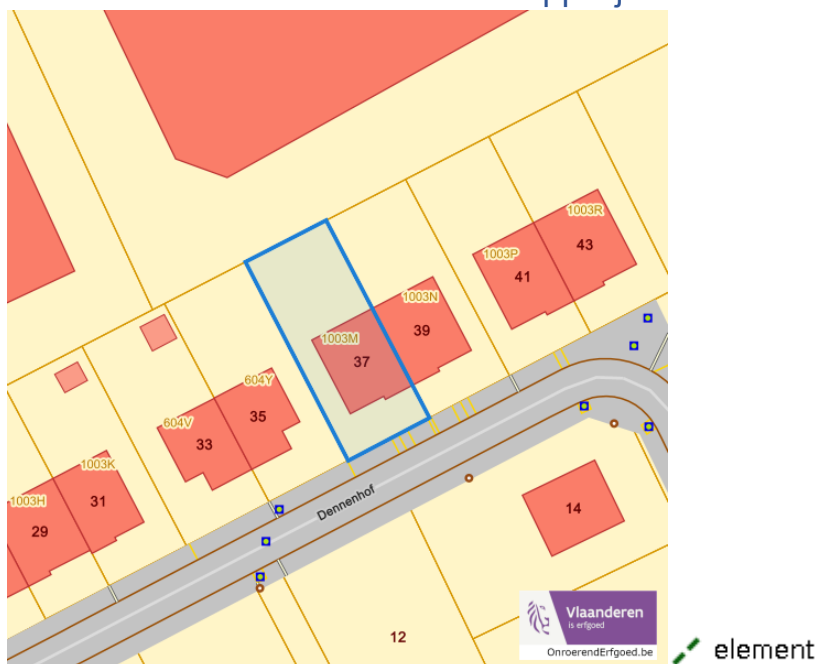 1003R
43
1003P
41
1003N
39
1003M
37
604Y
35
604V
33
1003K
31
1003H
29
Dennenhof
14
12
Vlaanderen
is erfgoed
OnroerendErfgoed.be
element